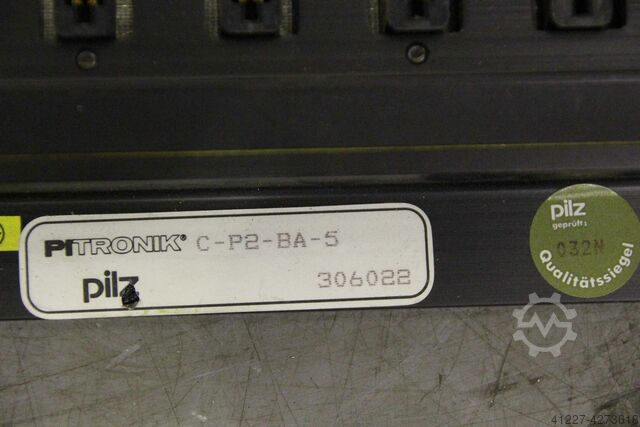 PITRONIK® C-P2-BA-5
pilz 306022
pilz
geprüft:
032N
Qualitätssiegel
41227-4273618